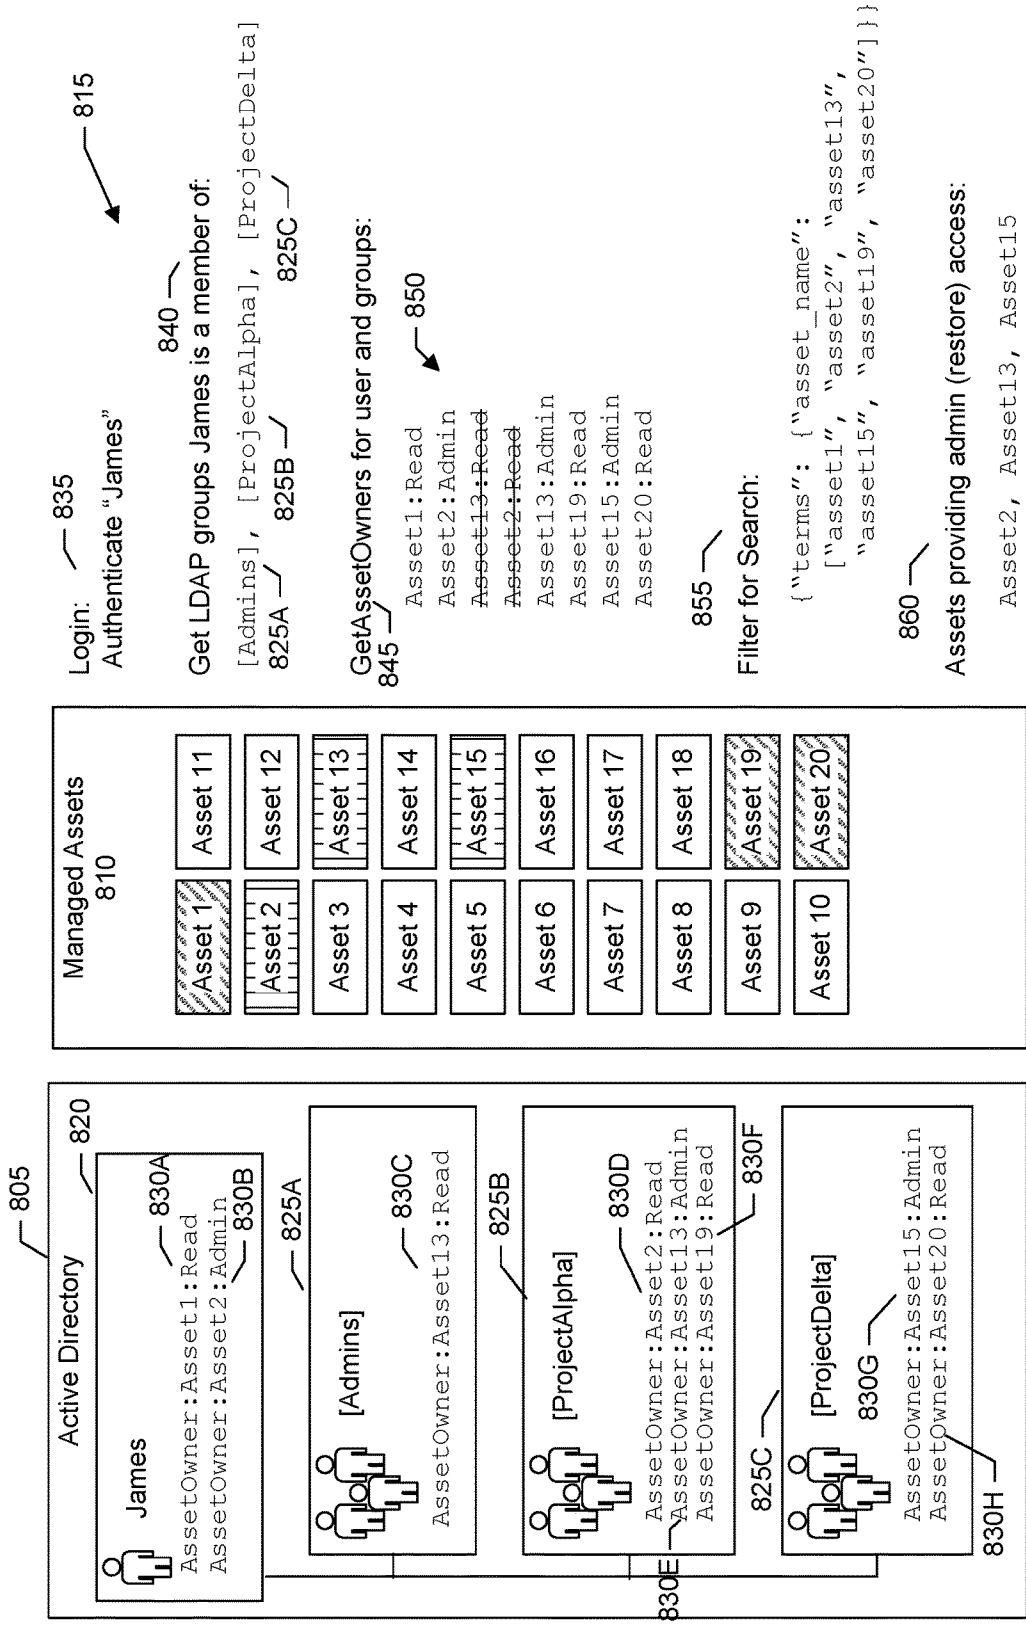 805
Active Directory
820
James
830A
AssetOwner:Asset1:Read
AssetOwner:Asset2:Admin
830B
825A
[Admins]
830C
AssetOwner:Asset13:Read
825B
[ProjectAlpha]
830D
AssetOwner:Asset2:Read
AssetOwner:Asset13:Admin
AssetOwner:Asset19:Read
830E
830F
825C
[ProjectDelta]
830G
AssetOwner:Asset15:Admin
AssetOwner:Asset20:Read
830H
Managed Assets
810
Asset 1 Asset 11
Asset 2 Asset 12
Asset 3 Asset 13
Asset 4 Asset 14
Asset 5 Asset 15
Asset 6 Asset 16
Asset 7 Asset 17
Asset 8 Asset 18
Asset 9 Asset 19
Asset 10 Asset 20
815
Login:
835
Authenticate “James”
840
Get LDAP groups James is a member of:
[Admins], [ProjectAlpha], [ProjectDelta]
825A 825B 825C
GetAssetOwners for user and groups:
845
850
Asset1:Read
Asset2:Admin
Asset13:Read
Asset2:Read
Asset13:Admin
Asset19:Read
Asset15:Admin
Asset20:Read
855
Filter for Search:
{“terms”: {“asset_name”:
[“asset1”, “asset2”, “asset13”,
“asset15”, “asset19”, “asset20”]}}
860
Assets providing admin (restore) access:
Asset2, Asset13, Asset15